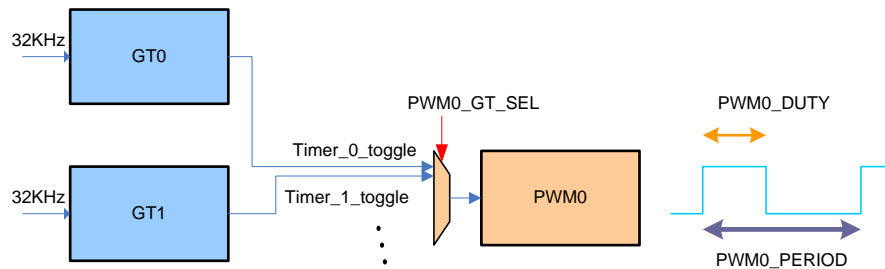 32KHz
GT0
PWM0_GT_SEL
PWM0_DUTY
Timer_0_toggle
32KHz
GT1
Timer_1_toggle
PWM0
PWM0_PERIOD